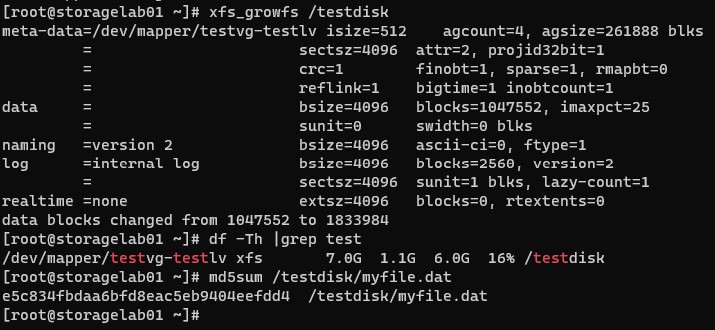 [root@storagelab01 ~]# xfs_growfs /testdisk
meta-data=/dev/mapper/testvg-testlv isize=512    agcount=4, agsize=261888 blks
         =                       sectsz=4096  attr=2, projid32bit=1
         =                       crc=1        finobt=1, sparse=1, rmapbt=0
         =                       reflink=1    bigtime=1 inobtcount=1
data     =                       bsize=4096   blocks=1047552, imaxpct=25
         =                       sunit=0      swidth=0 blks
naming   =version 2              bsize=4096   ascii-ci=0, ftype=1
log      =internal log           bsize=4096   blocks=2560, version=2
         =                       sectsz=4096  sunit=1 blks, lazy-count=1
realtime =none                   extsz=4096   blocks=0, rtextents=0
data blocks changed from 1047552 to 1833984
[root@storagelab01 ~]# df -Th |grep test
/dev/mapper/testvg-testlv xfs       7.0G  1.1G  6.0G  16% /testdisk
[root@storagelab01 ~]# md5sum /testdisk/myfile.dat
e5c834fbdaa6bfd8eac5eb9404eefdd4  /testdisk/myfile.dat
[root@storagelab01 ~]#